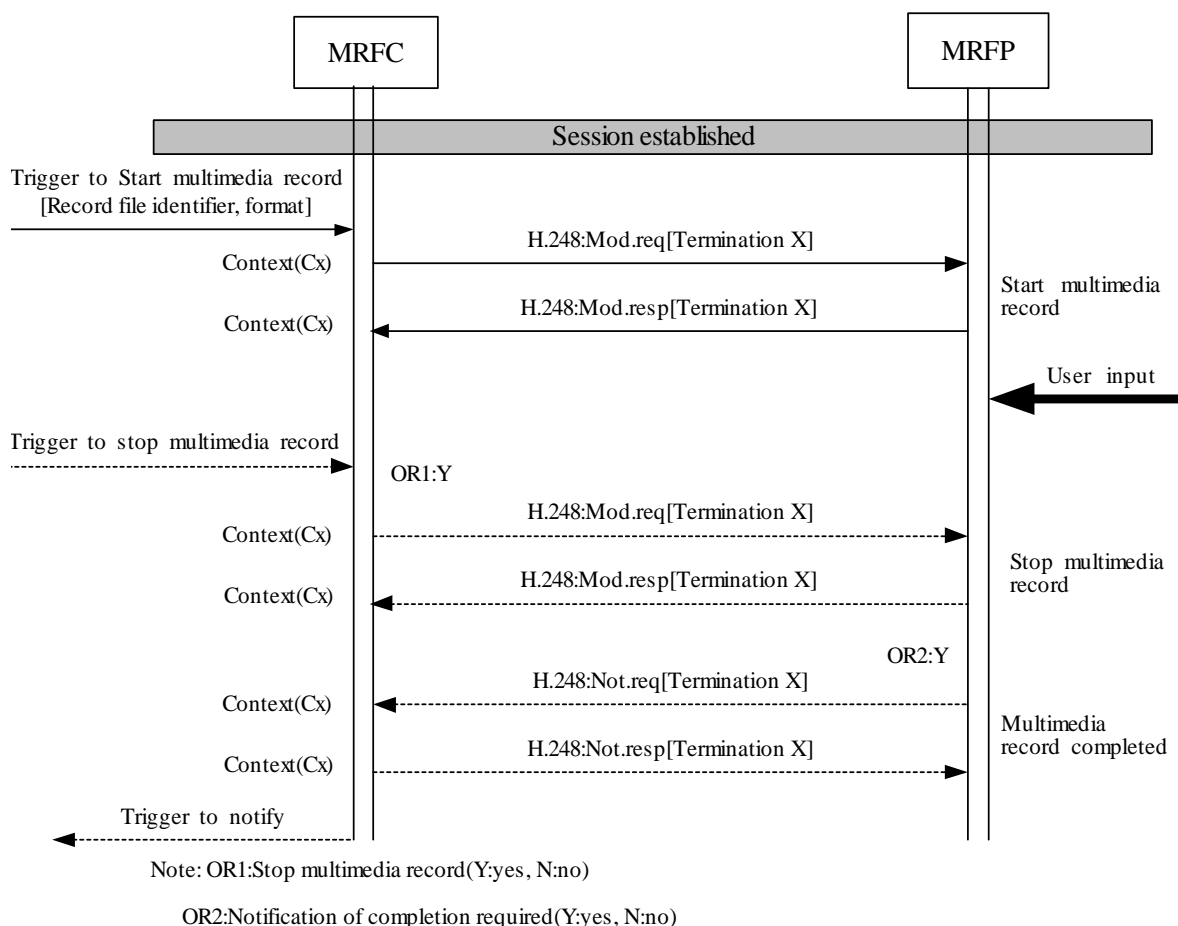 MRFC
MRFP
Session established
Trigger to Start multimedia record
[Record file identifier, format]
H.248:Mod.req[Termination X]
Context(Cx)
Start multimedia
record
H.248:Mod.resp[Termination X]
Context(Cx)
User input
Trigger to stop multimedia record
OR1:Y
H.248:Mod.req[Termination X]
Context(Cx)
Stop multimedia
record
H.248:Mod.resp[Termination X]
Context(Cx)
OR2:Y
H.248:Not.req[Termination X]
Context(Cx)
Multimedia
record completed
H.248:Not.resp[Termination X]
Context(Cx)
Trigger to notify
Note: OR1:Stop multimedia record(Y:yes, N:no)
OR2:Notification of completion required(Y:yes, N:no)